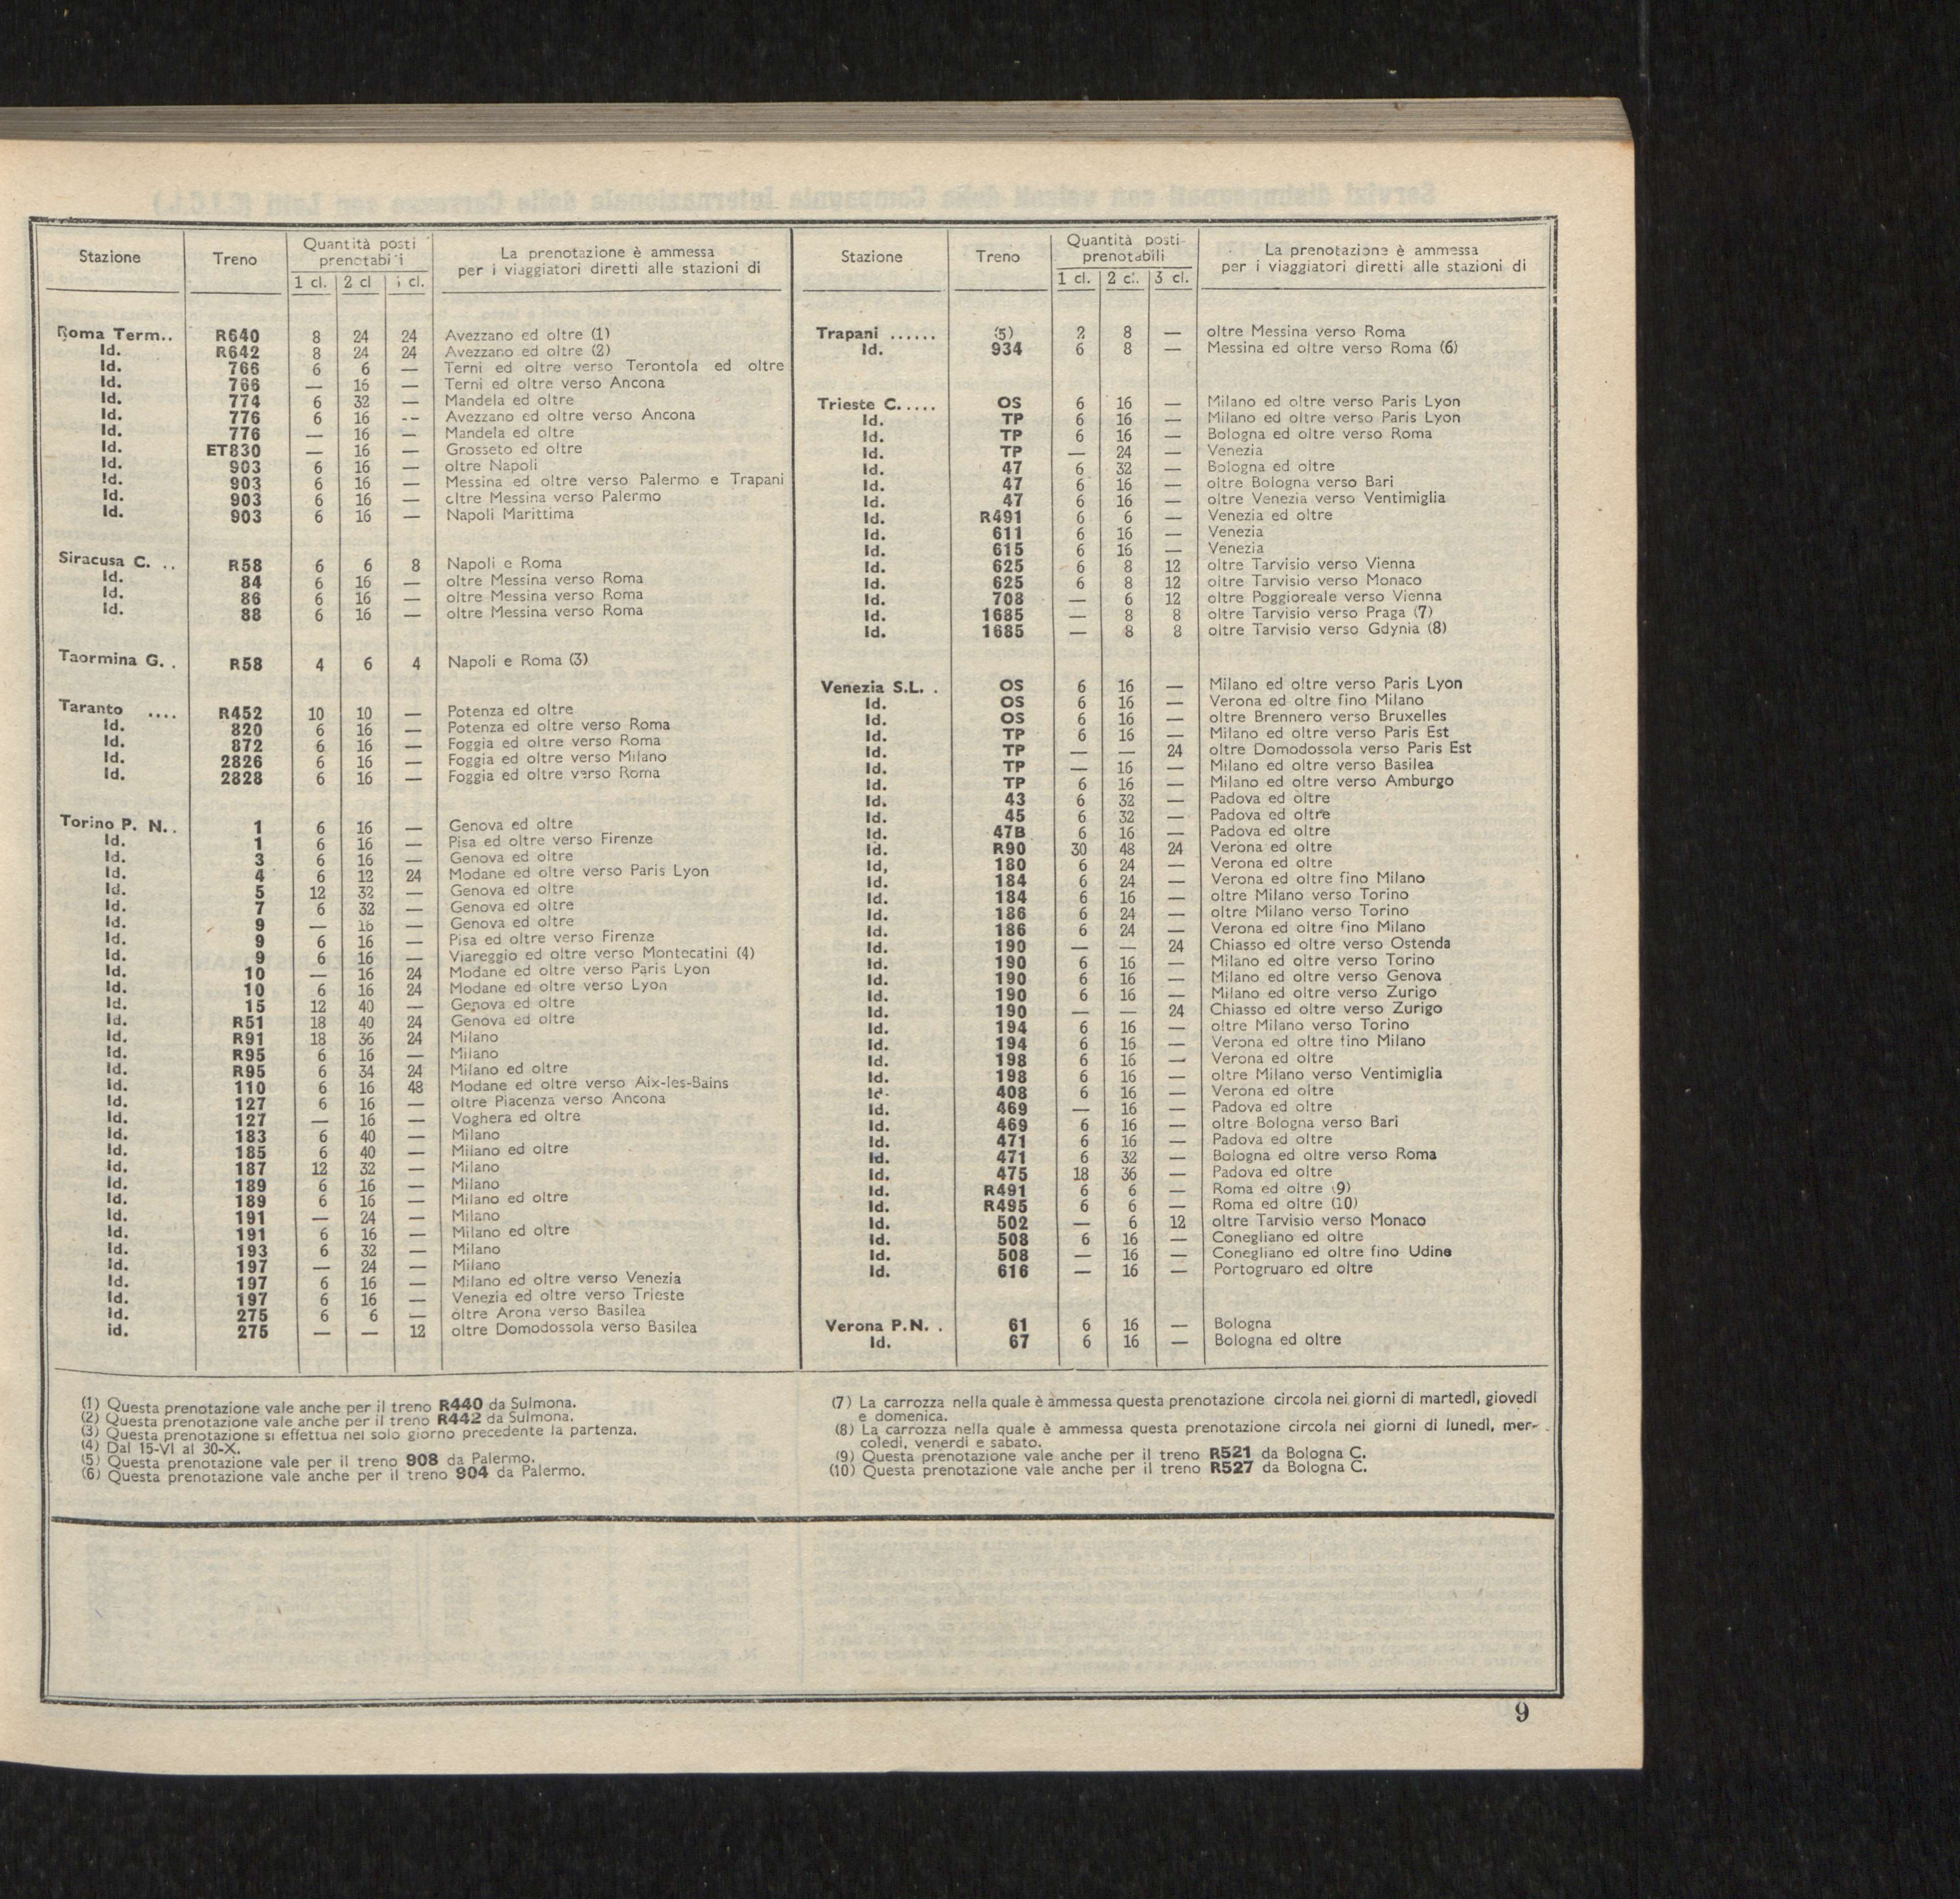 Stazione Treno Quantità posti prenotabili La prenotazione è ammessa per i viaggiatori diretti alle stazioni di
1 cl. 2 cl cl.
Roma Term.. R640 8 24 24 Avezzano ed oltre (1)
Id. R642 8 24 24 Avezzano ed oltre (2)
Id. 766 6 6 — Terni ed oltre verso Terontola ed oltre
Id. 766 — 16 — Terni ed oltre verso Ancona
Id. 774 6 32 — Mandela ed oltre
Id. 776 6 16 -- Avezzano ed oltre verso Ancona
Id. 776 — 16 — Mandela ed oltre
Id. ET830 — 16 — Grosseto ed oltre
Id. 903 6 16 — oltre Napoli
Id. 903 6 16 — Messina ed oltre verso Palermo e Trapani
Id. 903 6 16 — oltre Messina verso Palermo
Id. 903 6 16 — Napoli Marittima
Siracusa C. .. R58 6 6 8 Napoli e Roma
Id. 84 6 16 — oltre Messina verso Roma
Id. 86 6 16 — oltre Messina verso Roma
Id. 88 6 16 — oltre Messina verso Roma
Taormina G. . R58 4 6 4 Napoli e Roma (3)
Taranto .... R452 10 10 — Potenza ed oltre
Id. 820 6 16 — Potenza ed oltre verso Roma
Id. 872 6 16 — Foggia ed oltre verso Roma
Id. 2826 6 16 — Foggia ed oltre verso Milano
Id. 2828 6 16 — Foggia ed oltre verso Roma
Torino P. N.. 1 6 16 — Genova ed oltre
Id. 1 6 16 — Pisa ed oltre verso Firenze
Id. 3 6 16 — Genova ed oltre
Id. 4 6 12 24 Modane ed oltre verso Paris Lyon
Id. 5 12 32 — Genova ed oltre
Id. 7 6 32 — Genova ed oltre
Id. 9 — 16 — Genova ed oltre
Id. 9 6 16 — Pisa ed oltre verso Firenze
Id. 9 6 16 — Viareggio ed oltre verso Montecatini (4)
Id. 10 — 16 24 Modane ed oltre verso Paris Lyon
Id. 10 6 16 24 Modane ed oltre verso Lyon
Id. 15 12 40 — Genova ed oltre
Id. R51 18 40 24 Genova ed oltre
Id. R91 18 36 24 Milano
Id. R95 6 16 — Milano
Id. R95 6 34 24 Milano ed oltre
Id. 110 6 16 48 Modane ed oltre verso Aix-les-Bains
Id. 127 6 16 — oltre Piacenza verso Ancona
Id. 127 — 16 — Voghera ed oltre
Id. 183 6 40 — Milano
Id. 185 6 40 — Milano ed oltre
Id. 187 12 32 — Milano
Id. 189 6 16 — Milano
Id. 189 6 16 — Milano ed oltre
Id. 191 — 24 — Milano
Id. 191 6 16 — Milano ed oltre
Id. 193 6 32 — Milano
Id. 197 — 24 — Milano
Id. 197 6 16 — Milano ed oltre verso Venezia
Id. 197 6 16 — Venezia ed oltre verso Trieste
Id. 275 6 6 — oltre Arona verso Basilea
id. 275 — — 12 oltre Domodossola verso Basilea
(1) Questa prenotazione vale anche per il treno R440 da Sulmona.
(2) Questa prenotazione vale anche per il treno R442 da Sulmona.
(3) Questa prenotazione si effettua nel solo giorno precedente la partenza.
(4) Dal 15-VI al 30-X.
(5) Questa prenotazione vale per il treno 908 da Palermo.
(6) Questa prenotazione vale anche per il treno 904 da Palermo.
Stazione Treno Quantità posti prenotabili La prenotazione è ammessa per i viaggiatori diretti alle stazioni di
1 cl. 2 cl. 3 cl.
Trapani ...... (5) 2 8 — oltre Messina verso Roma
Id. 934 6 8 — Messina ed oltre verso Roma (6)
Trieste C..... OS 6 16 — Milano ed oltre verso Paris Lyon
Id. TP 6 16 — Milano ed oltre verso Paris Lyon
Id. TP 6 16 — Bologna ed oltre verso Roma
Id. TP — 24 — Venezia
Id. 47 6 32 — Bologna ed oltre
Id. 47 6 16 — oltre Bologna verso Bari
Id. 47 6 16 — oltre Venezia verso Ventimiglia
Id. R491 6 6 — Venezia ed oltre
Id. 611 6 16 — Venezia
Id. 615 6 16 — Venezia
Id. 625 6 8 12 oltre Tarvisio verso Vienna
Id. 625 6 8 12 oltre Tarvisio verso Monaco
Id. 708 — 6 12 oltre Poggioreale verso Vienna
Id. 1685 — 8 8 oltre Tarvisio verso Praga (7)
Id. 1685 — 8 8 oltre Tarvisio verso Gdynia (8)
Venezia S.L. . OS 6 16 — Milano ed oltre verso Paris Lyon
Id. OS 6 16 — Verona ed oltre fino Milano
Id. OS 6 16 — oltre Brennero verso Bruxelles
Id. TP 6 16 — Milano ed oltre verso Paris Est
Id. TP — — 24 oltre Domodossola verso Paris Est
Id. TP — 16 — Milano ed oltre verso Basilea
Id. TP 6 16 — Milano ed oltre verso Amburgo
Id. 43 6 32 — Padova ed oltre
Id. 45 6 32 — Padova ed oltre
Id. 47B 6 16 — Padova ed oltre
Id. R90 30 48 24 Verona ed oltre
Id, 180 6 24 — Verona ed oltre
Id. 184 6 24 — Verona ed oltre fino Milano
Id. 184 6 16 — oltre Milano verso Torino
Id. 186 6 24 — oltre Milano verso Torino
Id. 186 6 24 — Verona ed oltre fino Milano
Id. 190 — — 24 Chiasso ed oltre verso Ostenda
Id. 190 6 16 — Milano ed oltre verso Torino
Id. 190 6 16 — Milano ed oltre verso Genova
Id. 190 6 16 — Milano ed oltre verso Zurigo
Id. 190 — — 24 Chiasso ed oltre verso Zurigo
Id. 194 6 16 — oltre Milano verso Torino
Id. 194 6 16 — Verona ed oltre fino Milano
Id. 198 6 16 — Verona ed oltre
Id. 198 6 16 — oltre Milano verso Ventimiglia
Id. 408 6 16 — Verona ed oltre
Id. 469 — 16 — Padova ed oltre
Id. 469 6 16 — oltre Bologna verso Bari
Id. 471 6 16 — Padova ed oltre
Id. 471 6 32 — Bologna ed oltre verso Roma
Id. 475 18 36 — Padova ed oltre
Id. R491 6 6 — Roma ed oltre (9)
Id. R495 6 6 — Roma ed oltre (10)
Id. 502 — 6 12 oltre Tarvisio verso Monaco
Id. 508 6 16 — Conegliano ed oltre
Id. 508 — 16 — Conegliano ed oltre fino Udine
Id. 616 — 16 — Portogruaro ed oltre
Verona P.N. . 61 6 16 — Bologna
Id. 67 6 16 — Bologna ed oltre
(7) La carrozza nella quale è ammessa questa prenotazione circola nei giorni di martedì, giovedì
e domenica.
(8) La carrozza nella quale è ammessa questa prenotazione circola nei giorni di lunedì, mer-
coledì, venerdì e sabato.
(9) Questa prenotazione vale anche per il treno R521 da Bologna C.
(10) Questa prenotazione vale anche per il treno R527 da Bologna C.
9